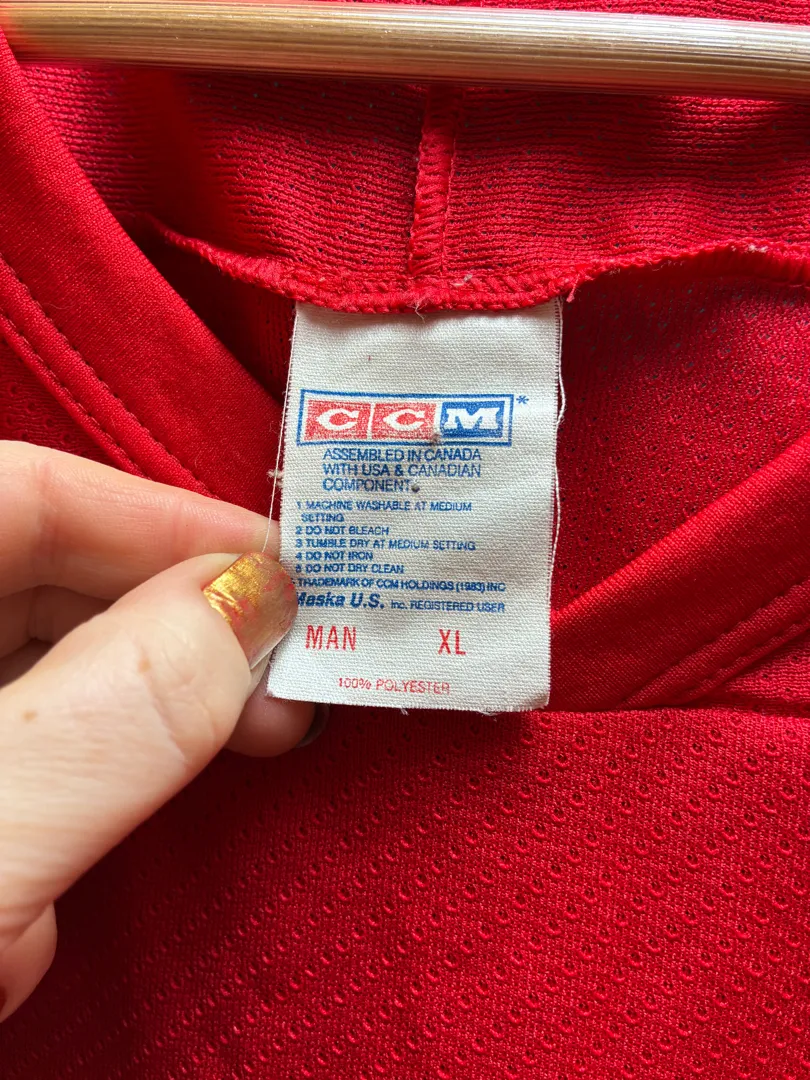 CCM*
ASSEMBLED IN CANADA
WITH USA & CANADIAN
COMPONENT
1 MACHINE WASHABLE AT MEDIUM
SETTING
2 DO NOT BLEACH
3 TUMBLE DRY AT MEDIUM SETTING
4 DO NOT IRON
5 DO NOT DRY CLEAN
TRADEMARK OF CCM HOLDINGS (1983) INC
Maska U.S. Inc. REGISTERED USER
MAN XL
100% POLYESTER